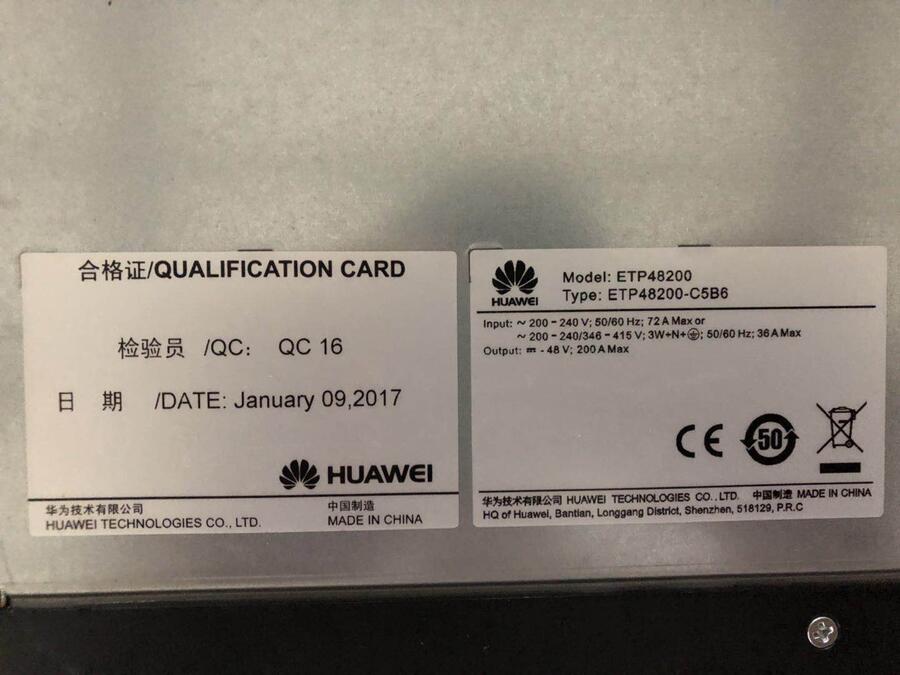 合格证/QUALIFICATION CARD
检验员 /QC: QC 16
日 期 /DATE: January 09,2017
HUAWEI
华为技术有限公司
HUAWEI TECHNOLOGIES CO., LTD.
中国制造
MADE IN CHINA
HUAWEI
Model: ETP48200
Type: ETP48200-C5B6
Input: ~ 200-240 V; 50/60 Hz; 72 A Max or
~ 200-240/346-415 V; 3W+N+⏚; 50/60 Hz; 36 A Max
Output: ⎓ -48 V; 200 A Max
CE
50
华为技术有限公司 HUAWEI TECHNOLOGIES CO., LTD. 中国制造 MADE IN CHINA
HQ of Huawei, Bantian, Longgang District, Shenzhen, 518129, P.R.C